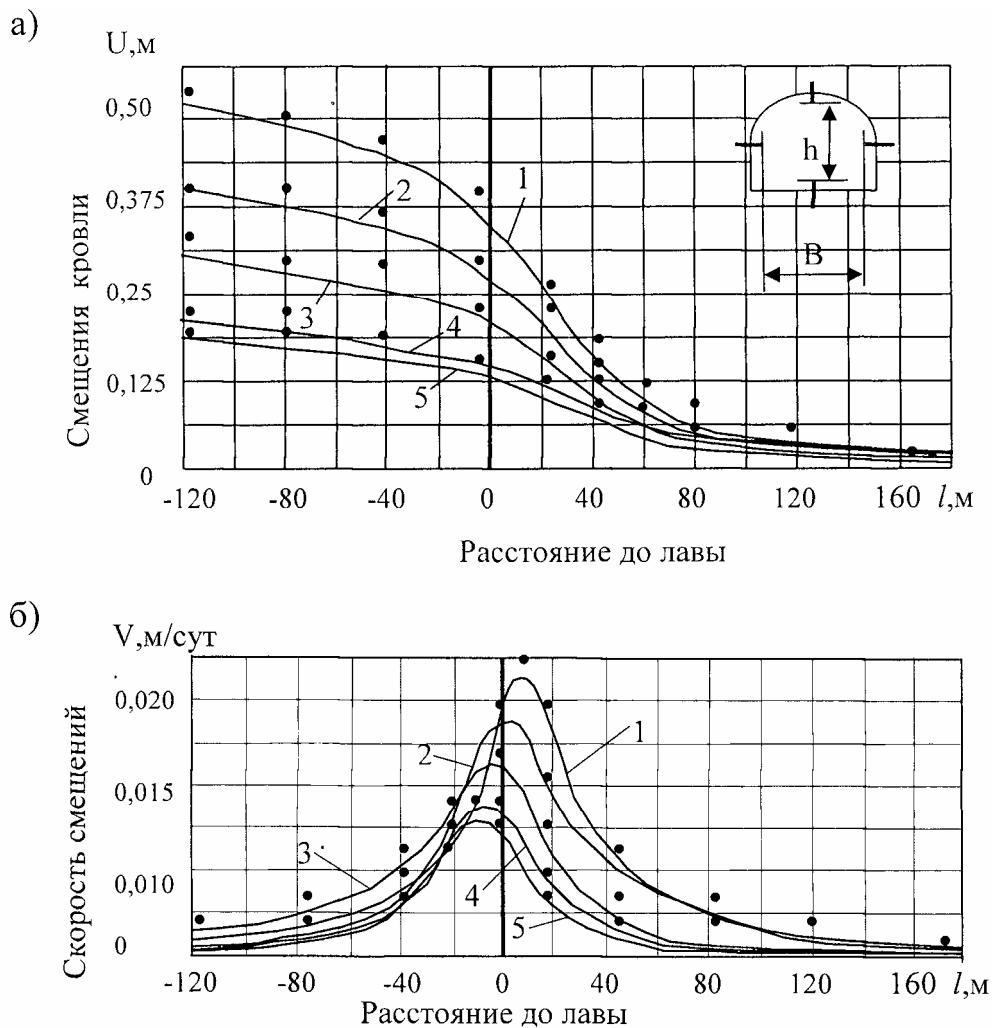 а)
U,м
0,50
0,375
0,25
0,125
0
Смещения кровли
1
2
3
4
5
h
B
-120 -80 -40 0 40 80 120 160 l,м
Расстояние до лавы
б)
V,м/сут
0,020
0,015
0,010
0
Скорость смещений
1
2
3
4
5
-120 -80 -40 0 40 80 120 160 l,м
Расстояние до лавы